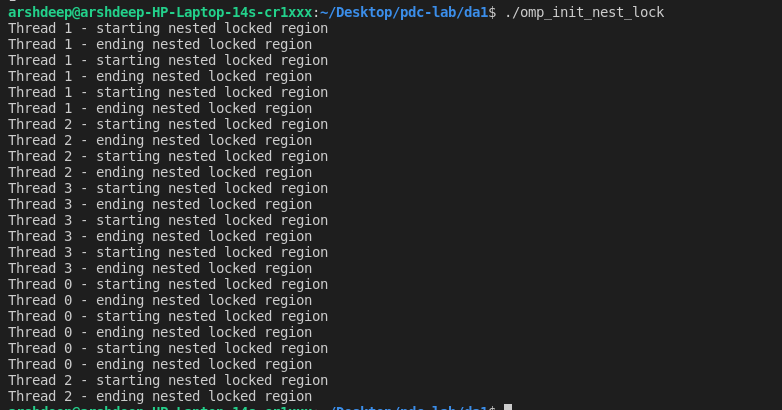 arshdeep@arshdeep-HP-Laptop-14s-cr1xxx:~/Desktop/pdc-lab/da1$ ./omp_init_nest_lock
Thread 1 - starting nested locked region
Thread 1 - ending nested locked region
Thread 1 - starting nested locked region
Thread 1 - ending nested locked region
Thread 1 - starting nested locked region
Thread 1 - ending nested locked region
Thread 2 - starting nested locked region
Thread 2 - ending nested locked region
Thread 2 - starting nested locked region
Thread 2 - ending nested locked region
Thread 3 - starting nested locked region
Thread 3 - ending nested locked region
Thread 3 - starting nested locked region
Thread 3 - ending nested locked region
Thread 3 - starting nested locked region
Thread 3 - ending nested locked region
Thread 0 - starting nested locked region
Thread 0 - ending nested locked region
Thread 0 - starting nested locked region
Thread 0 - ending nested locked region
Thread 0 - starting nested locked region
Thread 0 - ending nested locked region
Thread 2 - starting nested locked region
Thread 2 - ending nested locked region
arshdeep@arshdeep-HP-Laptop-14s-cr1xxx:~/Desktop/pdc-lab/da1$